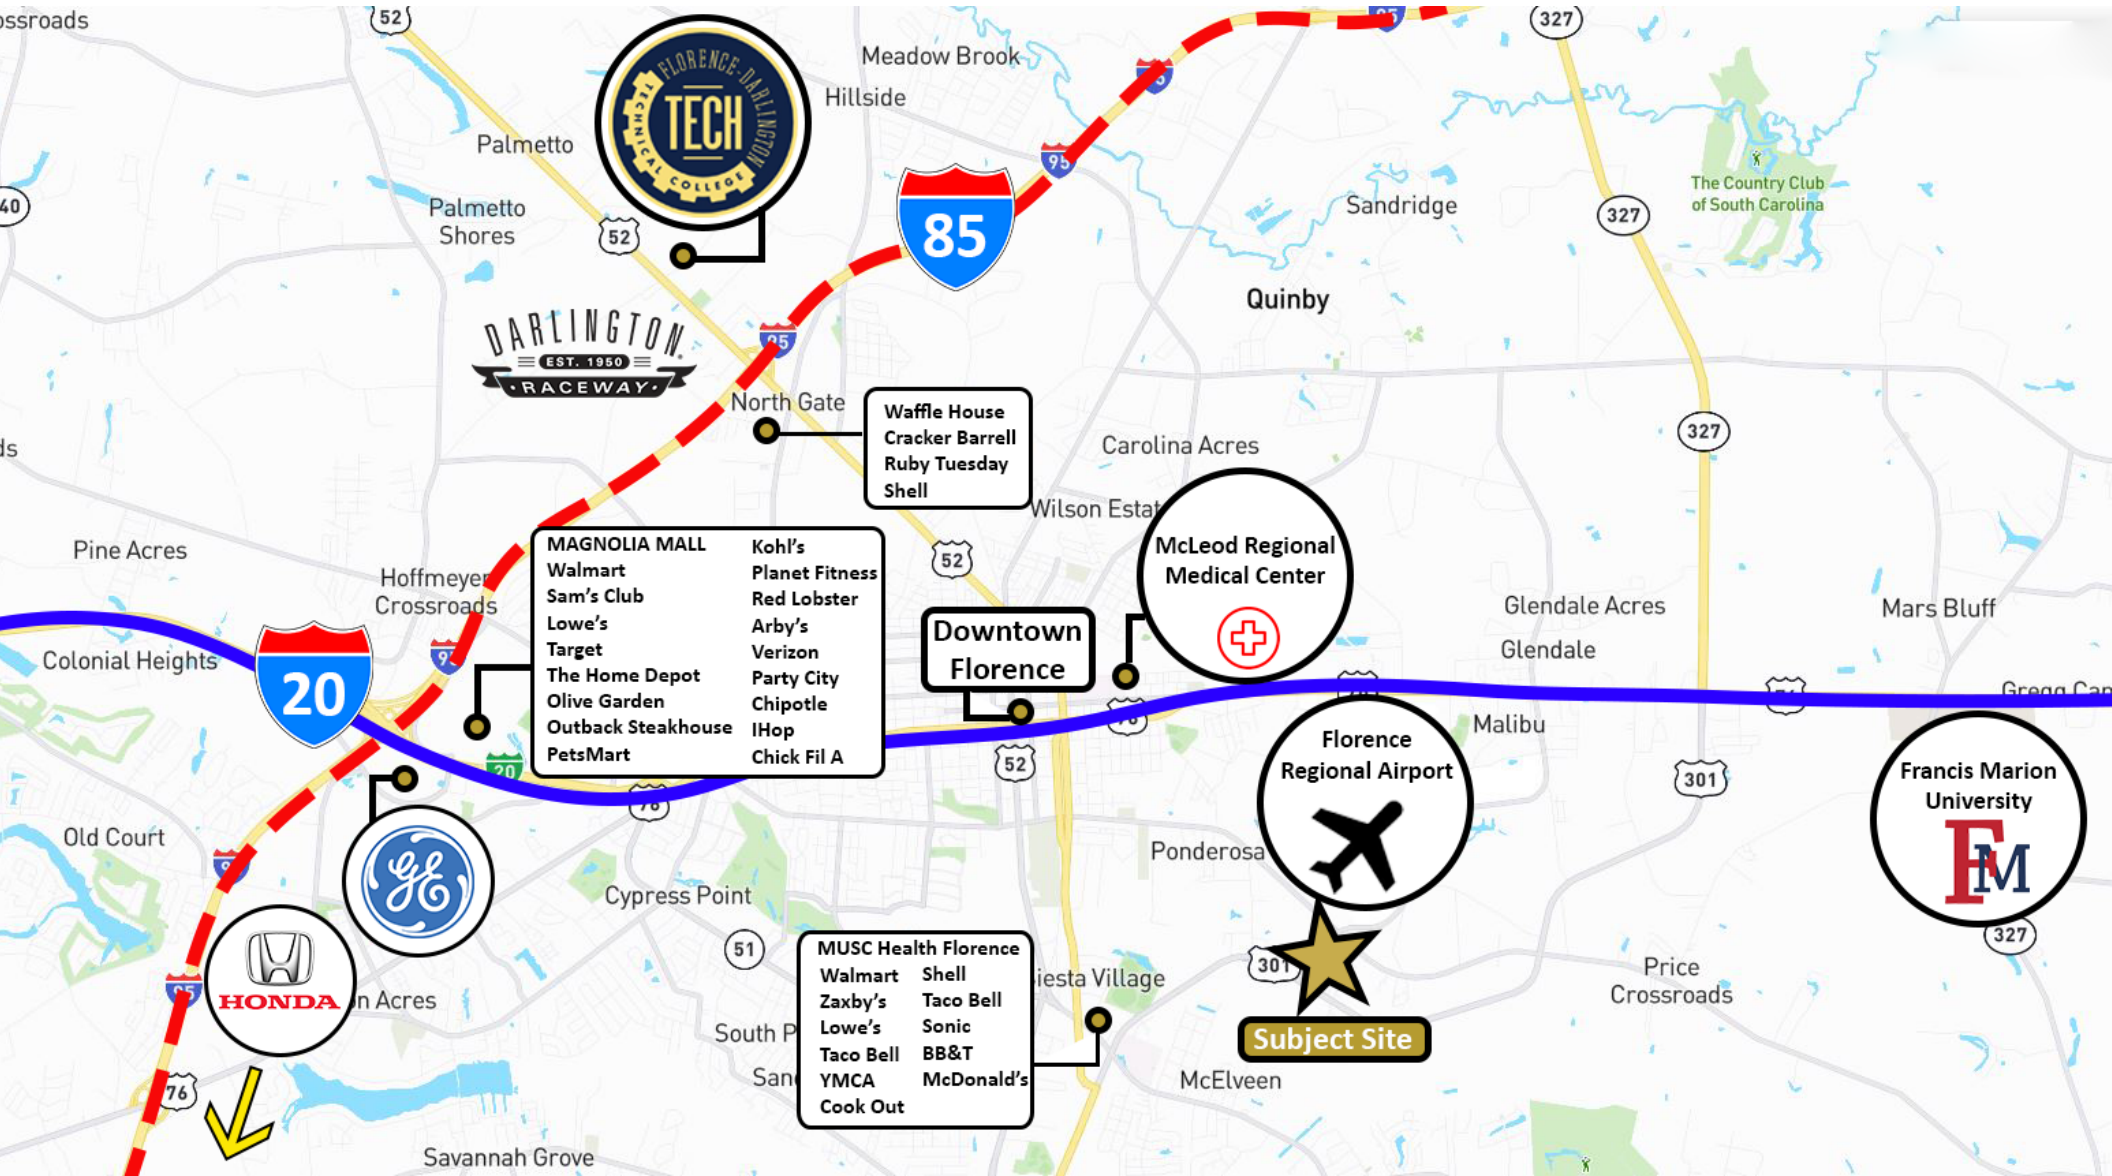 ossroads
52
327
Meadow Brook
Hillside
FLORENCE-DARLINGTON
TECH
TECHNICAL COLLEGE
Palmetto
95
The Country Club
of South Carolina
40
Palmetto
Shores
52
85
Sandridge
327
Quinby
DARLINGTON
EST. 1950
RACEWAY
95
North Gate
Waffle House
Cracker Barrell
Ruby Tuesday
Shell
327
Carolina Acres
ds
Wilson Estat
Pine Acres
Hoffmeyer
Crossroads
MAGNOLIA MALL
Walmart
Sam's Club
Lowe's
Target
The Home Depot
Olive Garden
Outback Steakhouse
PetsMart
Kohl's
Planet Fitness
Red Lobster
Arby's
Verizon
Party City
Chipotle
IHop
Chick Fil A
52
McLeod Regional
Medical Center
Downtown
Florence
Glendale Acres
Glendale
Mars Bluff
Colonial Heights
20
20
76
52
76
Malibu
Gregg Cam
301
Florence
Regional Airport
Francis Marion
University
FM
327
Old Court
GE
Cypress Point
Ponderosa
51
HONDA
n Acres
95
76
MUSC Health Florence
Walmart
Zaxby's
Lowe's
Taco Bell
YMCA
Cook Out
Shell
Taco Bell
Sonic
BB&T
McDonald's
iesta Village
South P
San
301
Subject Site
Price
Crossroads
McElveen
Savannah Grove